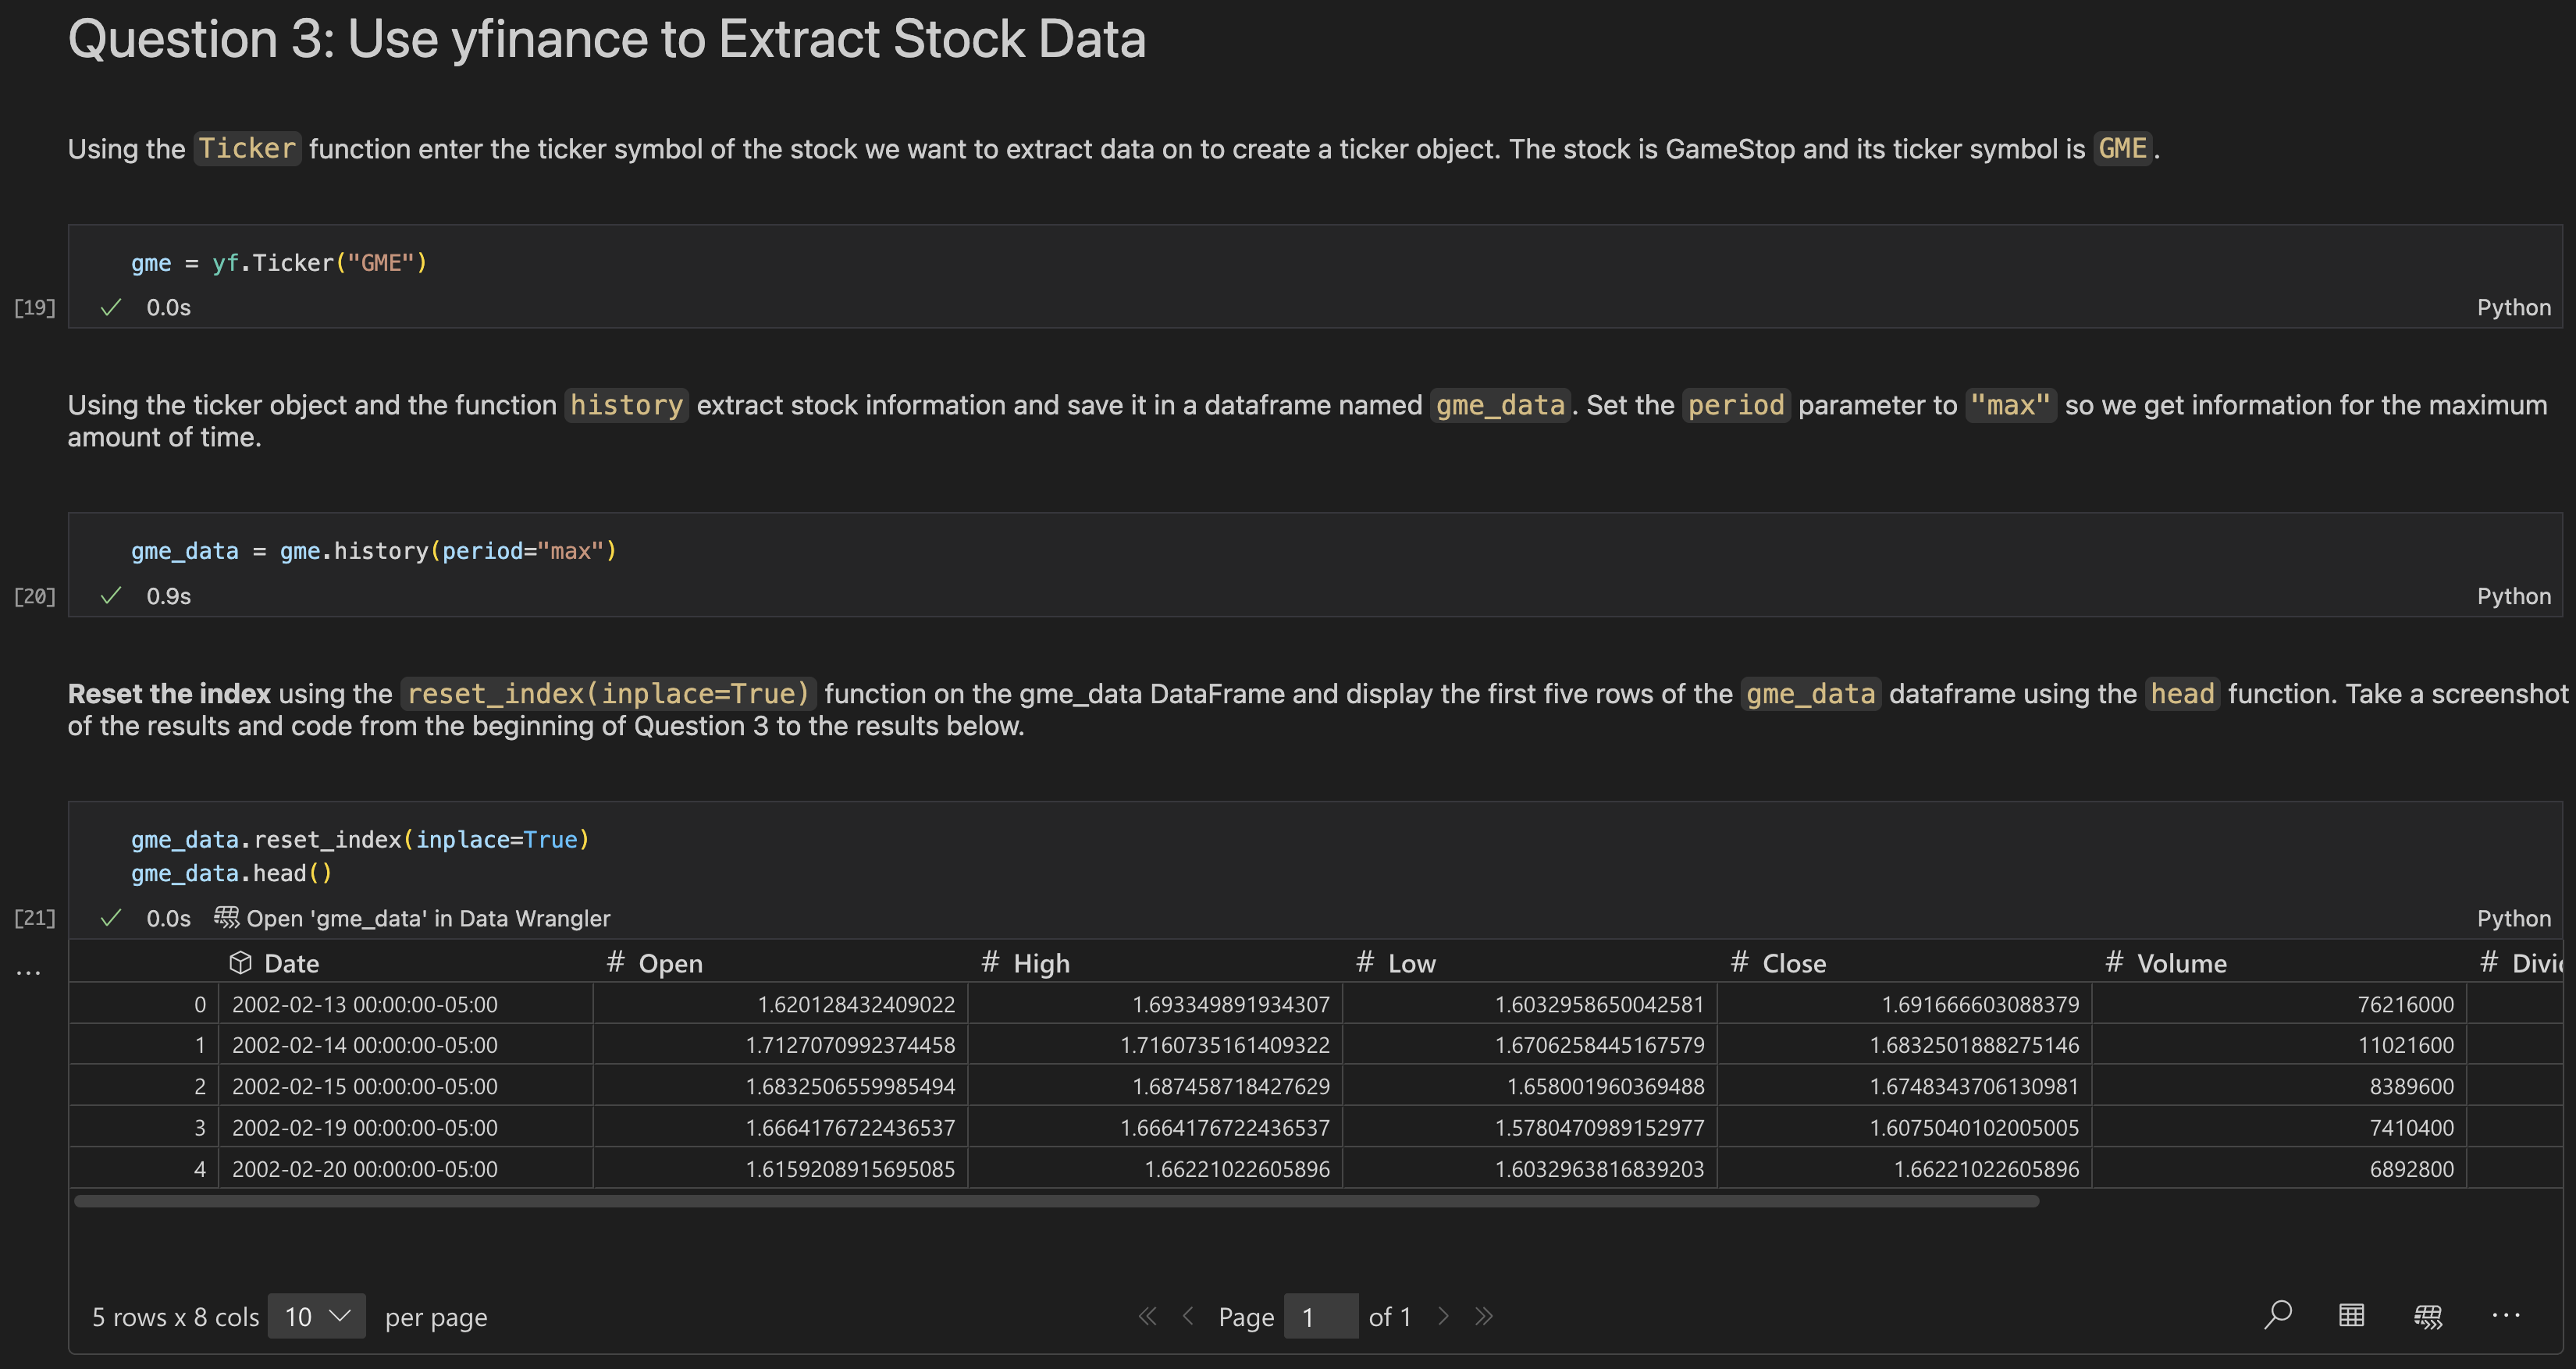 Question 3: Use yfinance to Extract Stock Data
Using the Ticker function enter the ticker symbol of the stock we want to extract data on to create a ticker object. The stock is GameStop and its ticker symbol is GME.
gme = yf.Ticker("GME")
[19] 0.0s Python
Using the ticker object and the function history extract stock information and save it in a dataframe named gme_data. Set the period parameter to "max" so we get information for the maximum
amount of time.
gme_data = gme.history(period="max")
[20] 0.9s Python
Reset the index using the reset_index(inplace=True) function on the gme_data DataFrame and display the first five rows of the gme_data dataframe using the head function. Take a screenshot
of the results and code from the beginning of Question 3 to the results below.
gme_data.reset_index(inplace=True)
gme_data.head()
[21] 0.0s Open 'gme_data' in Data Wrangler Python
... Date # Open # High # Low # Close # Volume # Divi
0 2002-02-13 00:00:00-05:00 1.620128432409022 1.693349891934307 1.6032958650042581 1.691666603088379 76216000
1 2002-02-14 00:00:00-05:00 1.7127070992374458 1.7160735161409322 1.6706258445167579 1.6832501888275146 11021600
2 2002-02-15 00:00:00-05:00 1.6832506559985494 1.687458718427629 1.658001960369488 1.6748343706130981 8389600
3 2002-02-19 00:00:00-05:00 1.6664176722436537 1.6664176722436537 1.5780470989152977 1.6075040102005005 7410400
4 2002-02-20 00:00:00-05:00 1.6159208915695085 1.66221022605896 1.6032963816839203 1.66221022605896 6892800
5 rows x 8 cols 10 per page Page 1 of 1 ...